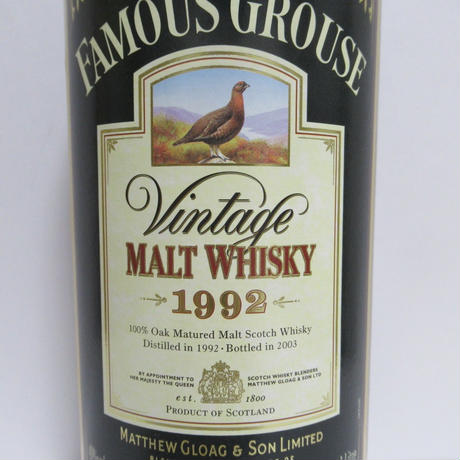 FAMOUS GROUSE
Vintage
MALT WHISKY
1992
100% Oak Matured Malt Scotch Whisky
Distilled in 1992 · Bottled in 2003
BY APPOINTMENT TO
HER MAJESTY THE QUEEN
SCOTCH WHISKY BLENDERS
MATTHEW GLOAG & SON LTD
est. 1800
PRODUCT OF SCOTLAND
MATTHEW GLOAG & SON LIMITED